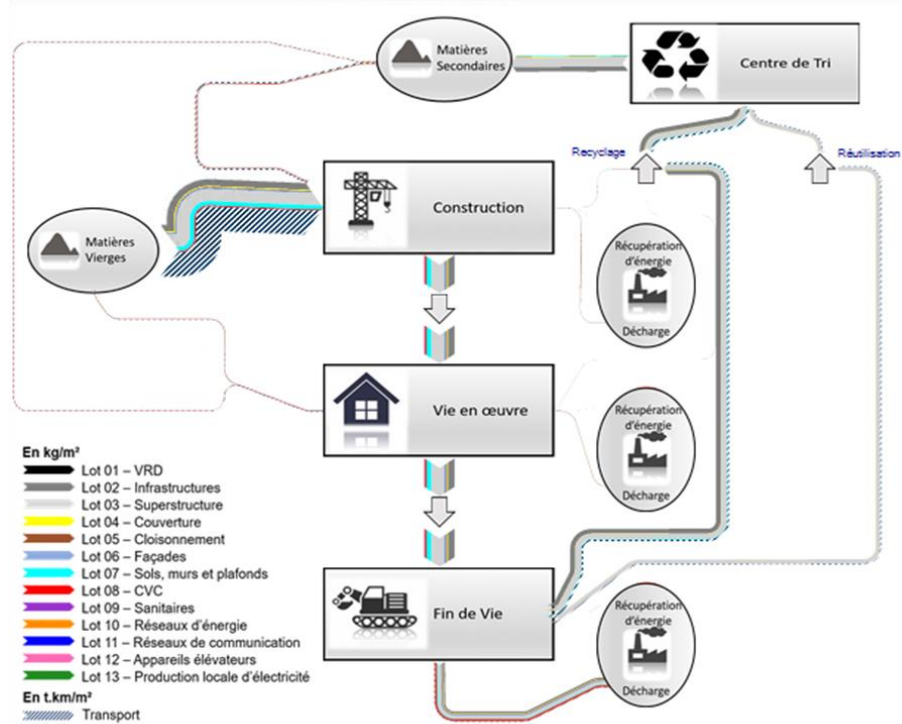 Matières
Secondaires
Centre de Tri
Recyclage
Réutilisation
Construction
Matières
Vierges
Récupération
d'énergie
Décharge
Vie en œuvre
Récupération
d'énergie
Décharge
En kg/m²
Lot 01 – VRD
Lot 02 – Infrastructures
Lot 03 – Superstructure
Lot 04 – Couverture
Lot 05 – Cloisonnement
Lot 06 – Façades
Lot 07 – Sols, murs et plafonds
Lot 08 – CVC
Lot 09 – Sanitaires
Lot 10 – Réseaux d'énergie
Lot 11 – Réseaux de communication
Lot 12 – Appareils élévateurs
Lot 13 – Production locale d'électricité
En t.km/m²
Transport
Fin de Vie
Récupération
d'énergie
Décharge